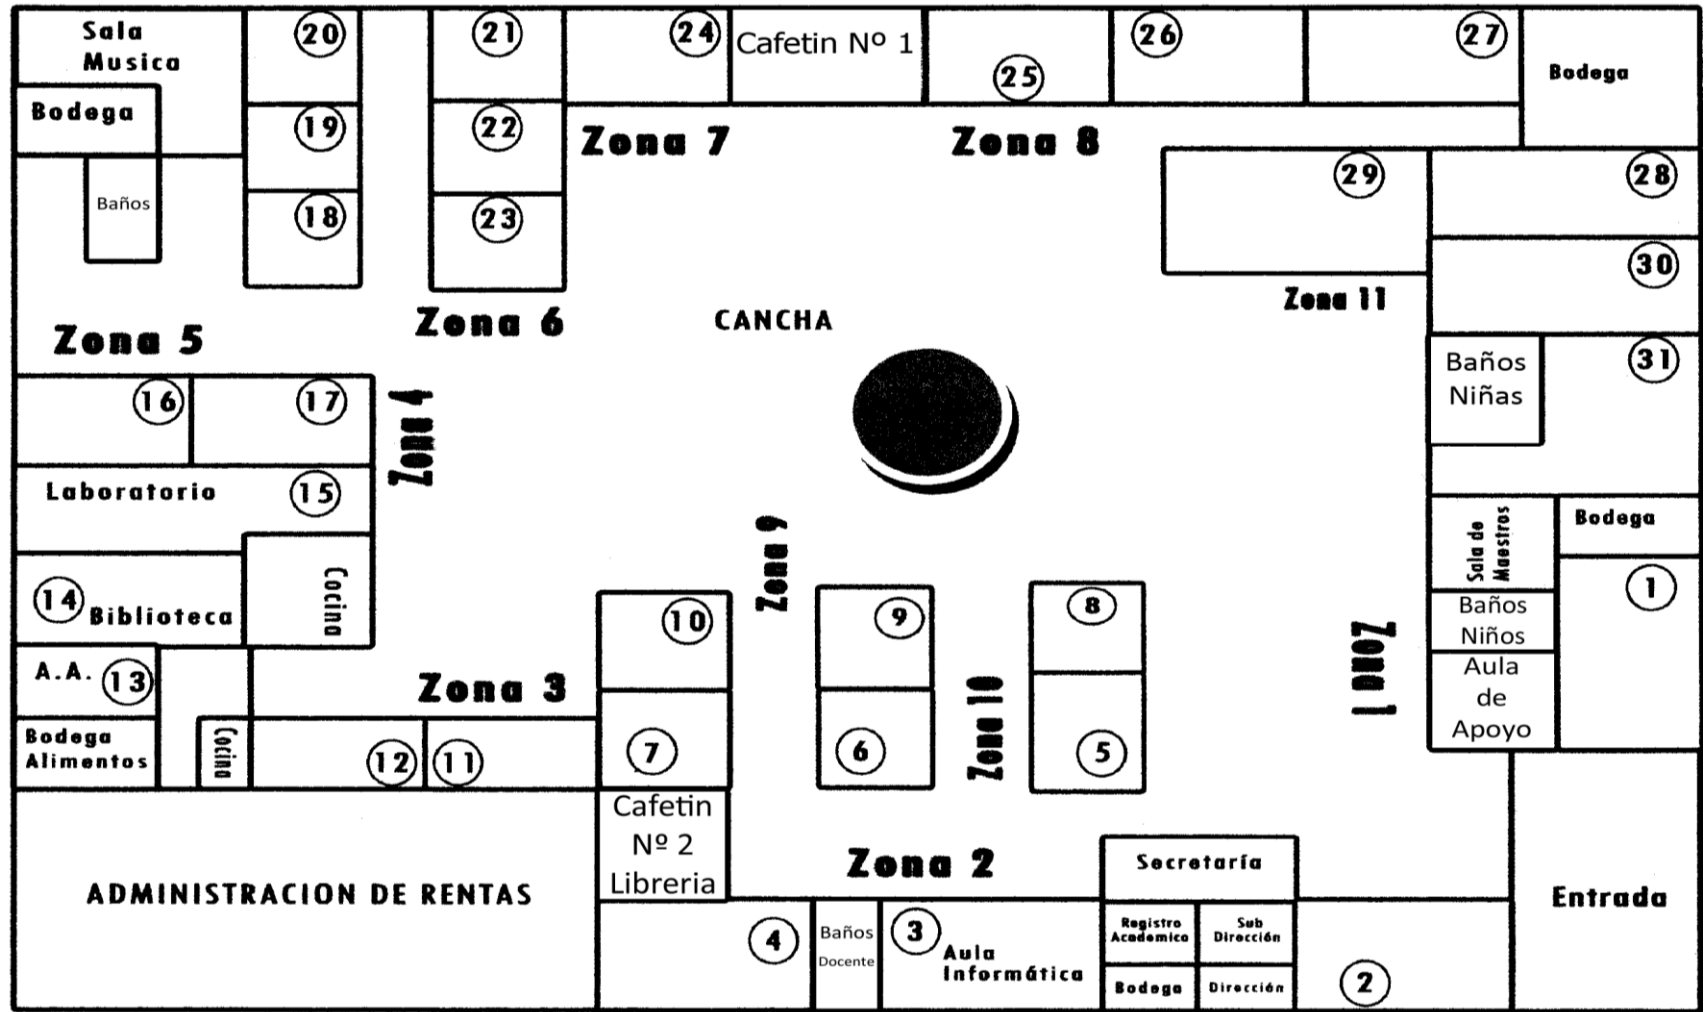 Sala
Musica
20
21
24
Cafetin Nº 1
25
26
27
Bodega
Bodega
19
22
Zona 7
Zona 8
29
28
Baños
18
23
30
Zona 11
Zona 5
Zona 6
CANCHA
Baños
Niñas
31
16
17
Zona 4
Laboratorio
15
Sala de
Maestros
Bodega
14
Biblioteca
Cocina
Zona 9
10
9
8
1
Baños
Niños
A.A.
13
Zona 3
Zona 10
Zona 1
Aula
de
Apoyo
Bodega
Alimentos
Cocina
12
11
7
6
5
Cafetin
Nº 2
Libreria
Zona 2
Secretaría
ADMINISTRACION DE RENTAS
Entrada
4
Baños
Docente
3
Aula
Informática
Registro
Academico
Sub
Dirección
Bodega
Dirección
2